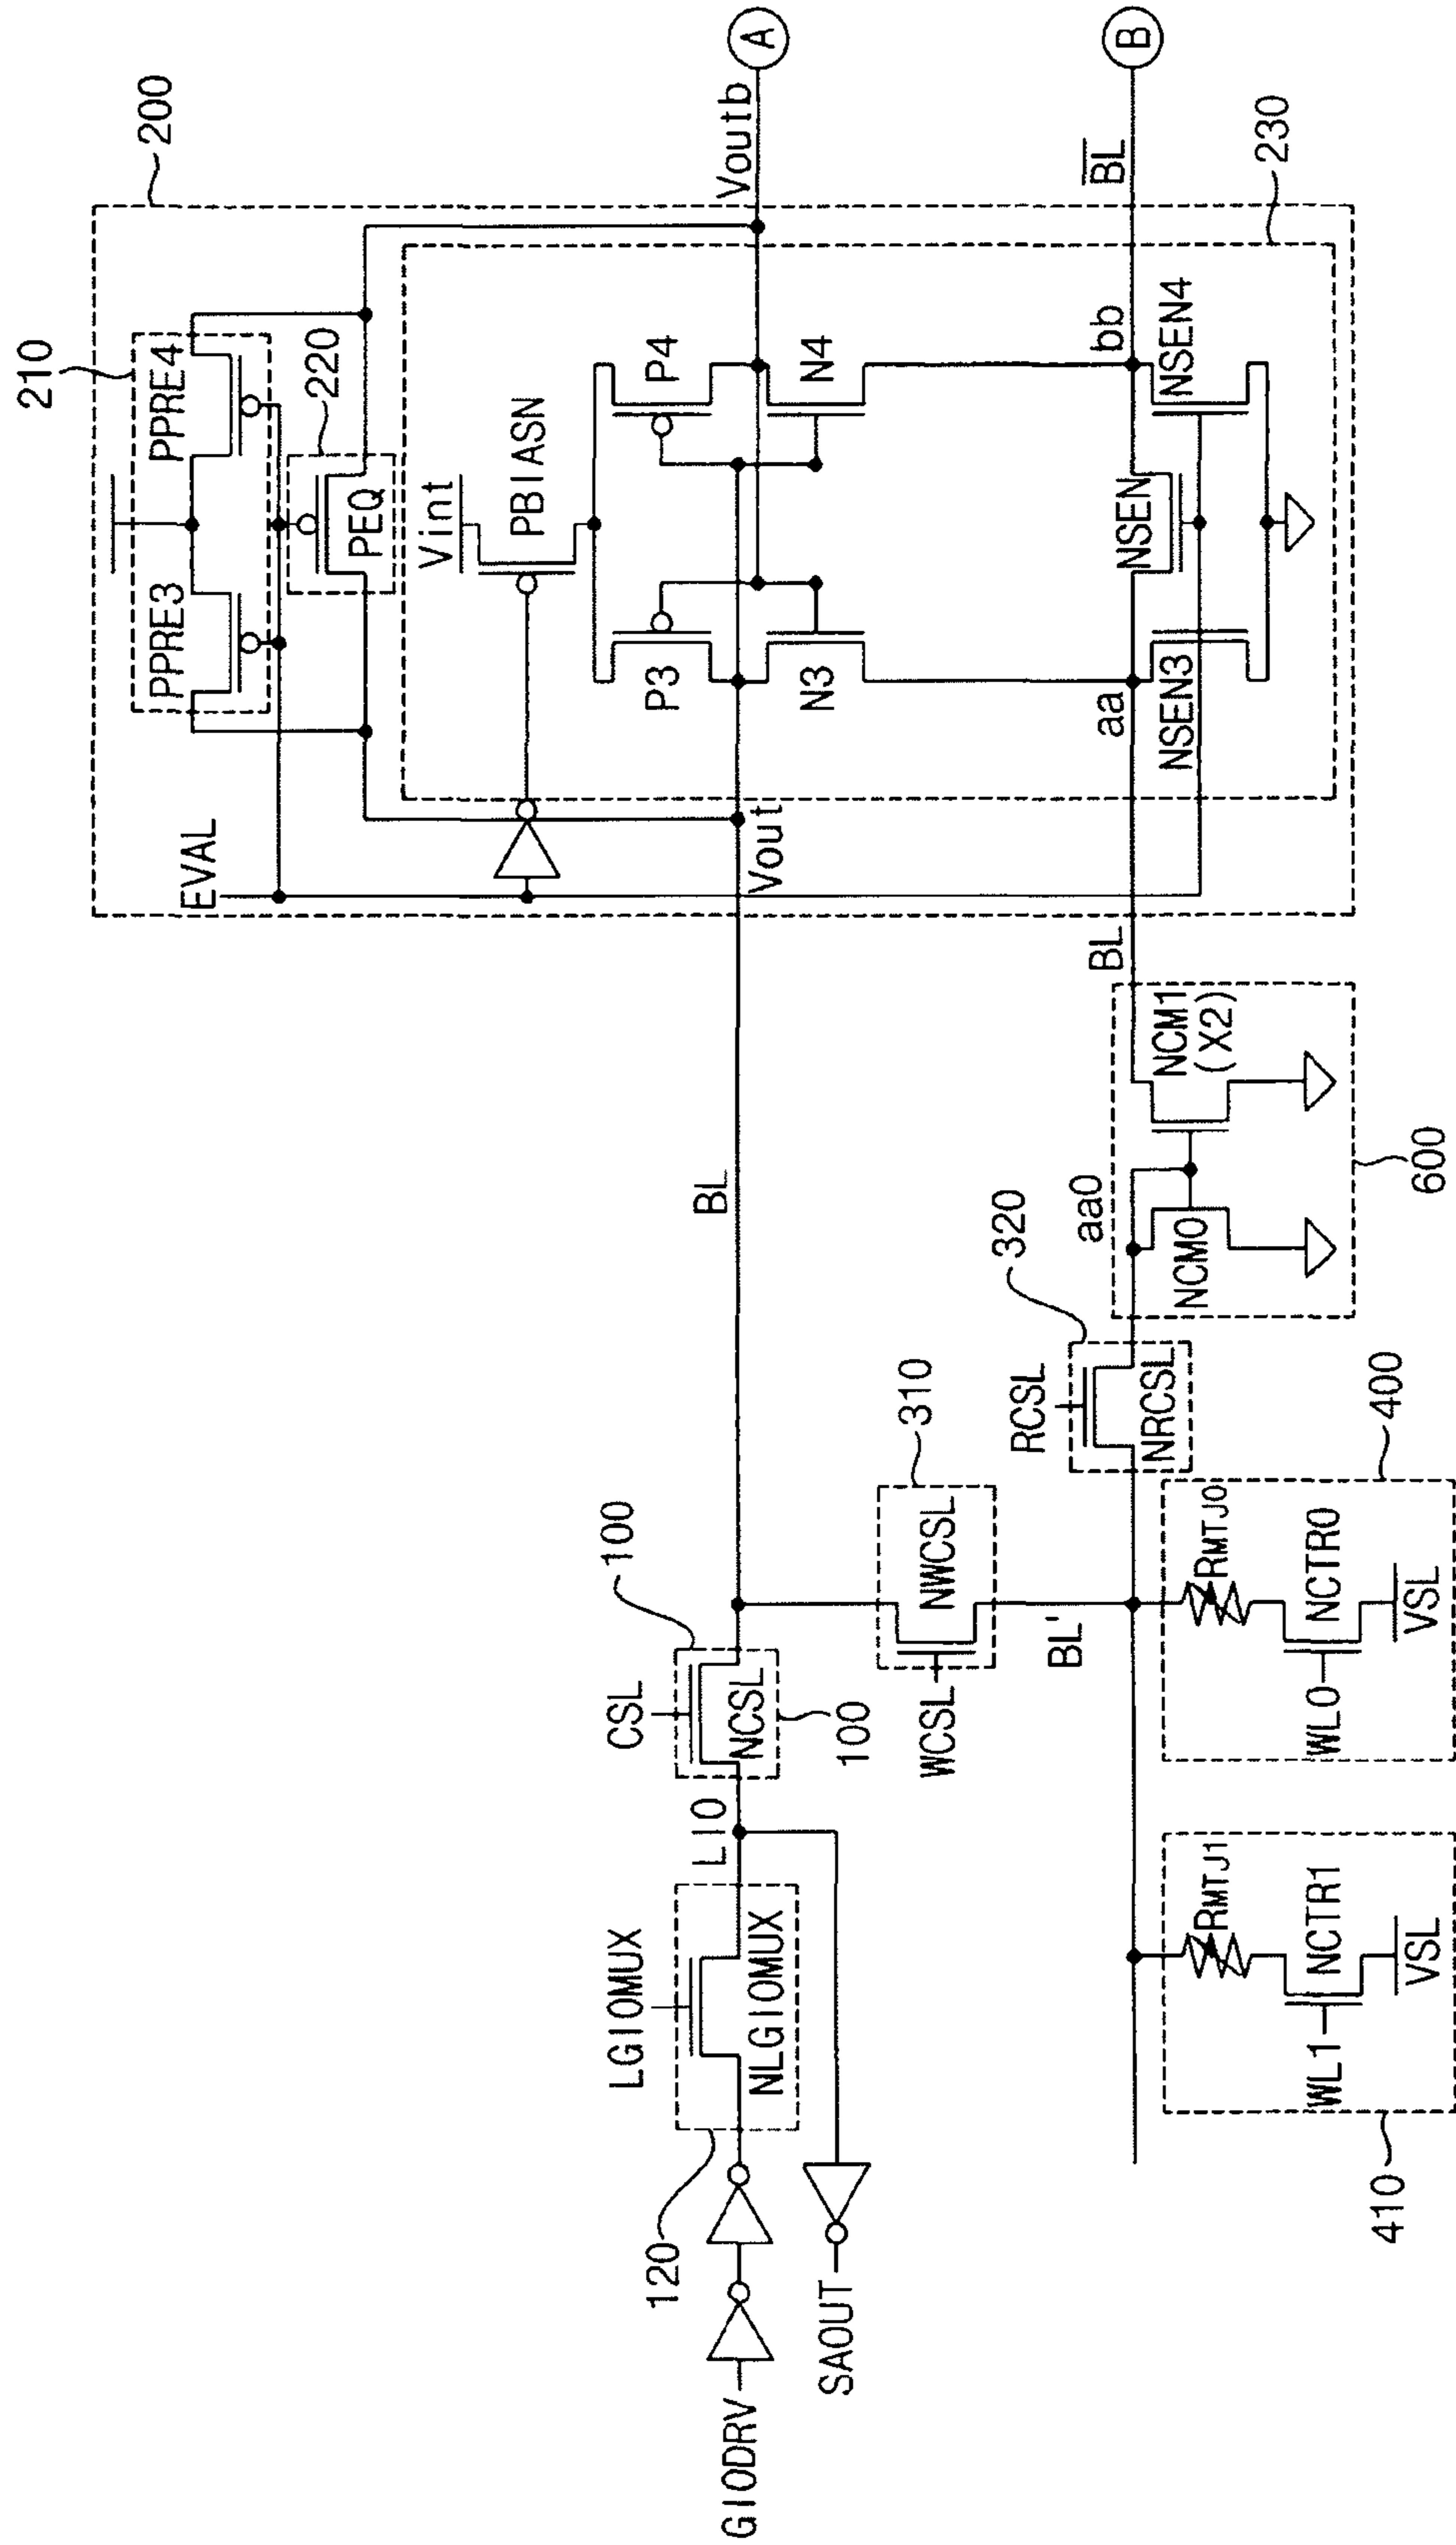 210
PPRE3
PPRE4
200
220
PEQ
EVAL
Vint
PBIASN
P3
P4
Voutb
A
Vout
N3
N4
230
BL
aa
bb
BL
B
NSEN
NSEN3
NSEN4
LGIOMUX
NLGIOMUX
120
GIODRV
SAOUT
LIO
CSL
NCSL
100
100
BL
310
WCSL
NWCSL
BL'
RCSL
NRCSL
320
aa0
NCM0
NCM1
(X2)
600
400
RMTJ0
WL0
NCTR0
VSL
RMTJ1
WL1
NCTR1
VSL
410